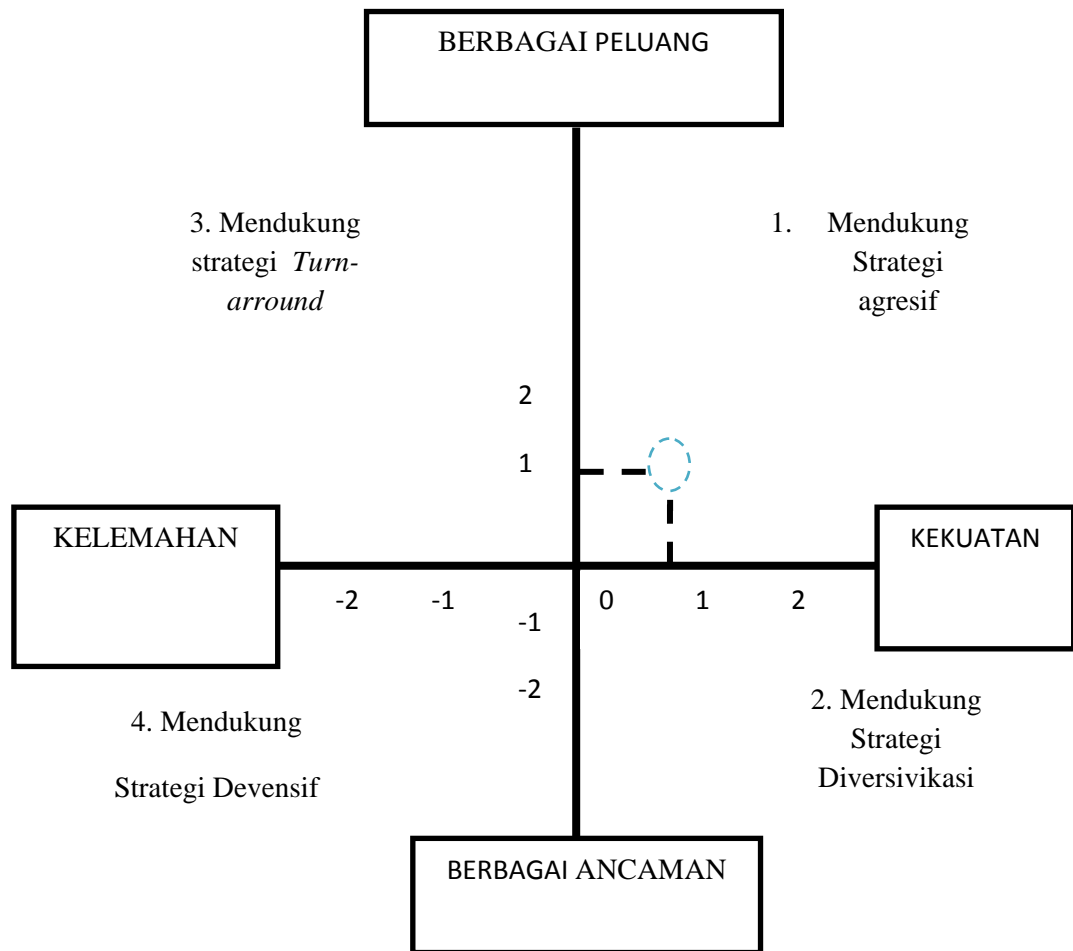 BERBAGAI PELUANG
3. Mendukung
strategi Turn-
arround
1. Mendukung
Strategi
agresif
2
1
KELEMAHAN
KEKUATAN
-2 -1 0 1 2
-1
-2
4. Mendukung
Strategi Devensif
2. Mendukung
Strategi
Diversivikasi
BERBAGAI ANCAMAN